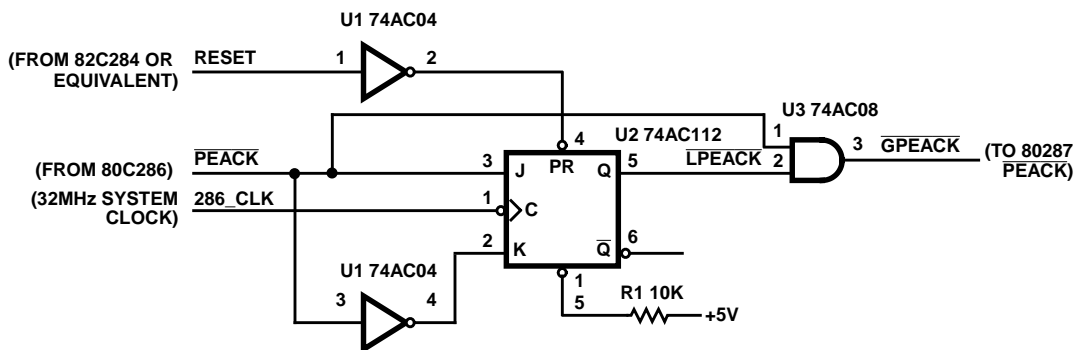 U1 74AC04
(FROM 82C284 OR
EQUIVALENT)
RESET
1
2
U3 74AC08
4
PR
U2 74AC112
1
3
GPEACK
(TO 80287
PEACK)
(FROM 80C286)
PEACK
3
J
Q
5
LPEACK
2
(32MHz SYSTEM
CLOCK)
286_CLK
1
C
2
K
Q
6
U1 74AC04
3
4
1
5
R1 10K
+5V